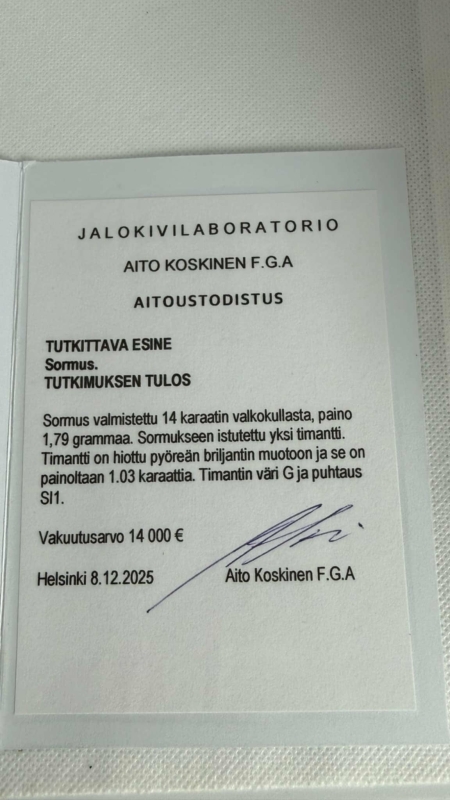 JALOKIVILABORATORIO
AITO KOSKINEN F.G.A
AITOUSTODISTUS
TUTKITTAVA ESINE
Sormus.
TUTKIMUKSEN TULOS
Sormus valmistettu 14 karaatin valkokullasta, paino
1,79 grammaa. Sormukseen istutettu yksi timantti.
Timantti on hiottu pyöreän briljantin muotoon ja se on
painoltaan 1.03 karaattia. Timantin väri G ja puhtaus
SI1.
Vakuutusarvo 14 000 €
Helsinki 8.12.2025 Aito Koskinen F.G.A